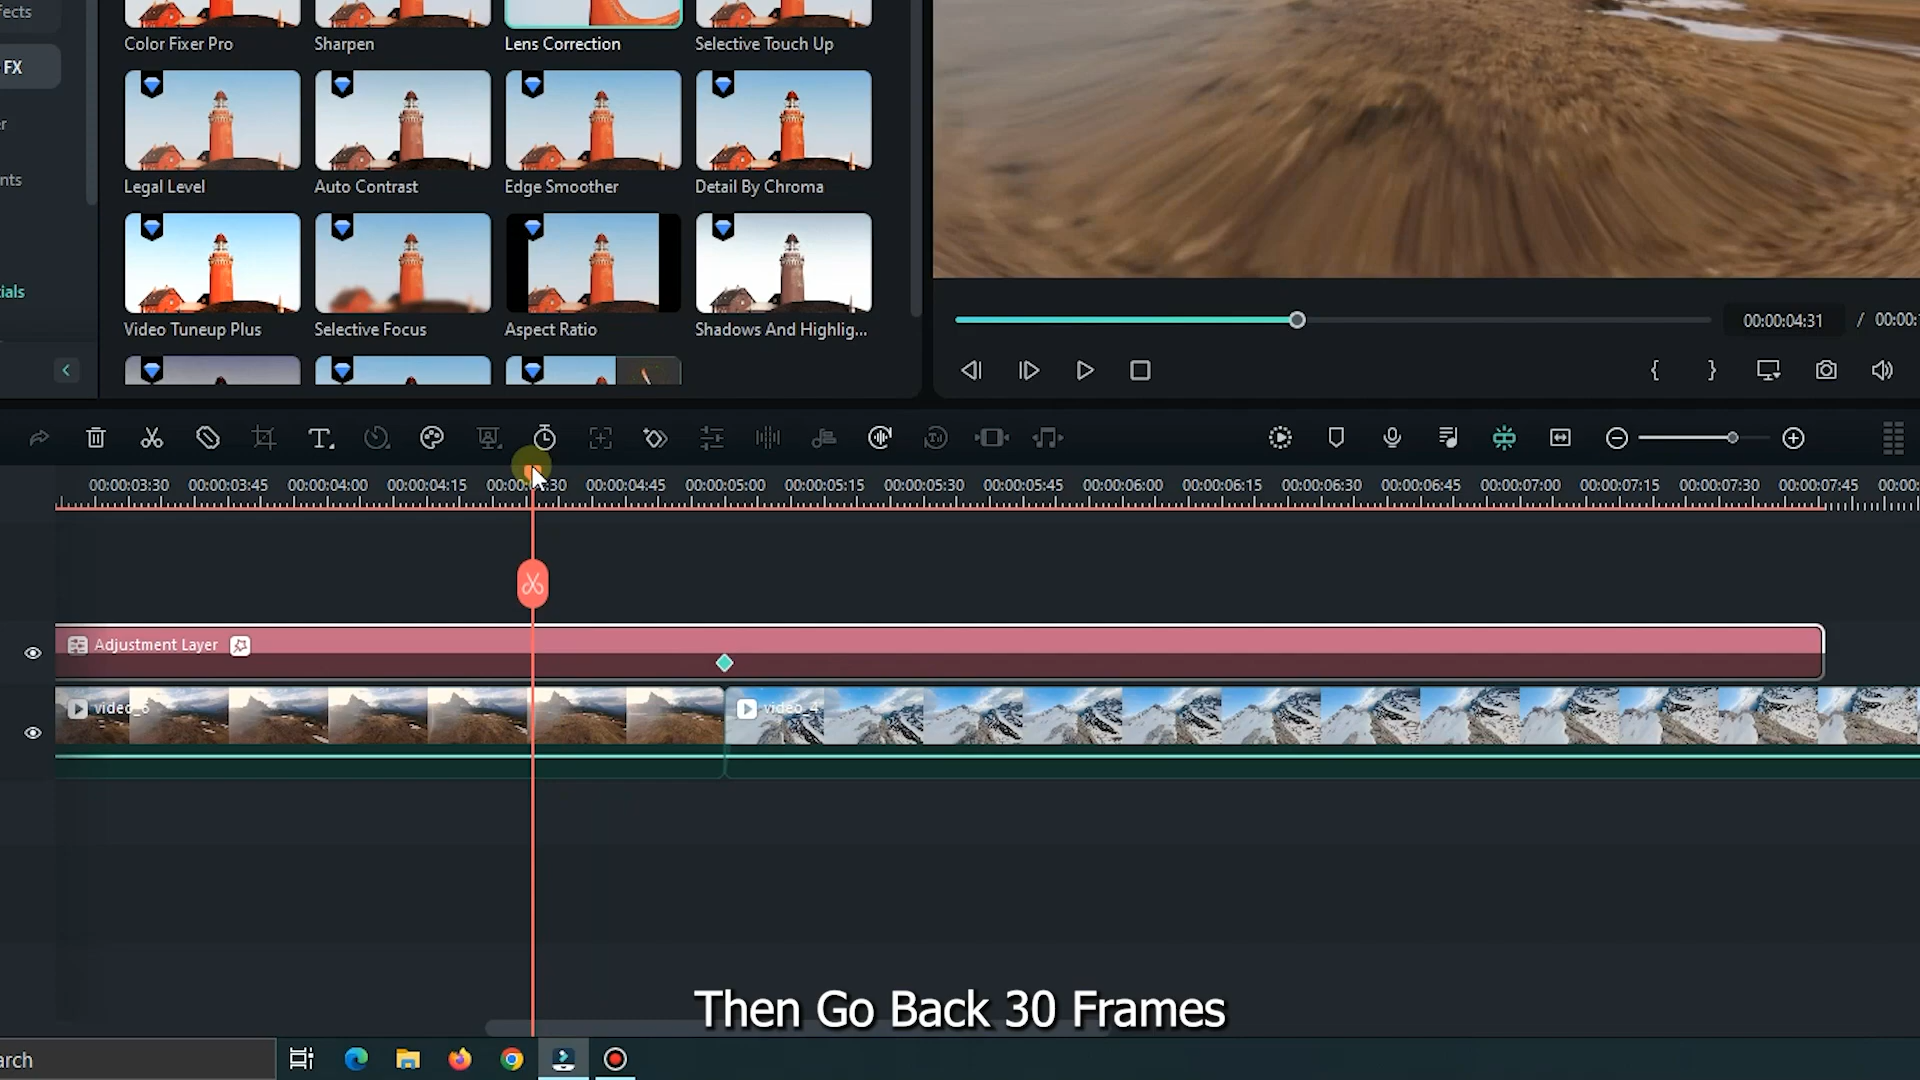 fects
Color Fixer Pro
Sharpen
Lens Correction
Selective Touch Up
FX
r
Legal Level
Auto Contrast
Edge Smoother
Detail By Chroma
nts
ials
Video Tuneup Plus
Selective Focus
Aspect Ratio
Shadows And Highlig...
00:00:04:31 / 00:00:
00:00:03:30 00:00:03:45 00:00:04:00 00:00:04:15 00:00:04:30 00:00:04:45 00:00:05:00 00:00:05:15 00:00:05:30 00:00:05:45 00:00:06:00 00:00:06:15 00:00:06:30 00:00:06:45 00:00:07:00 00:00:07:15 00:00:07:30 00:00:07:45 00:00:
Adjustment Layer
video_4
Then Go Back 30 Frames
arch